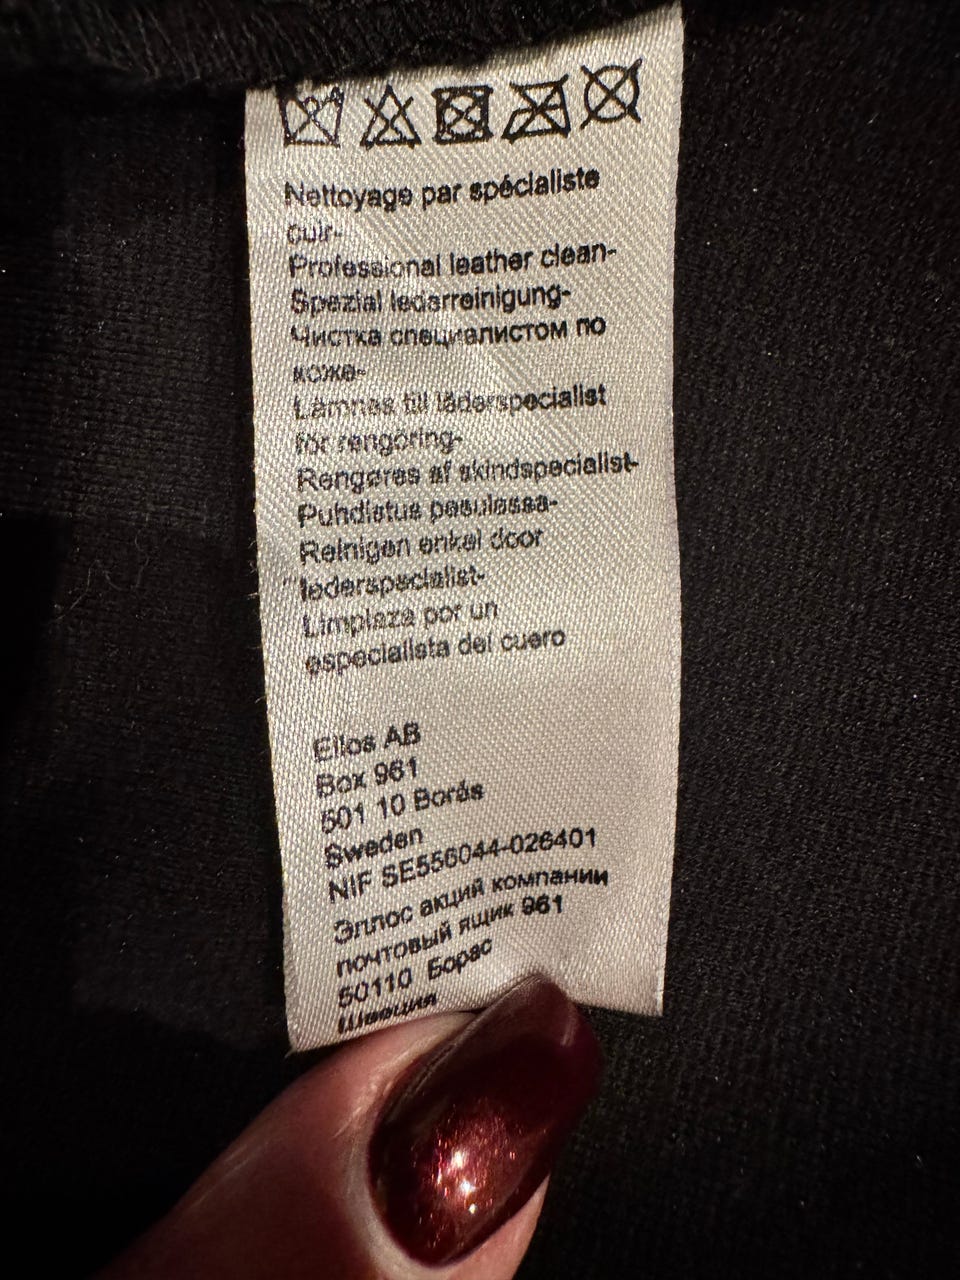 Nettoyage par spécialiste
cuir-
Professional leather clean-
Spezial lederreinigung-
Чистка специалистом по
коже-
Lämnas till läderspecialist
för rengöring-
Rengøres af skindspecialist-
Puhdistus pesulassa-
Reinigen enkel door
lederspecialist-
Limpiaza por un
especialista del cuero
Ellos AB
Box 961
501 10 Borås
Sweden
NIF SE556044-026401
Эллос акций компании
почтовый ящик 961
50110 Борас
Швеция